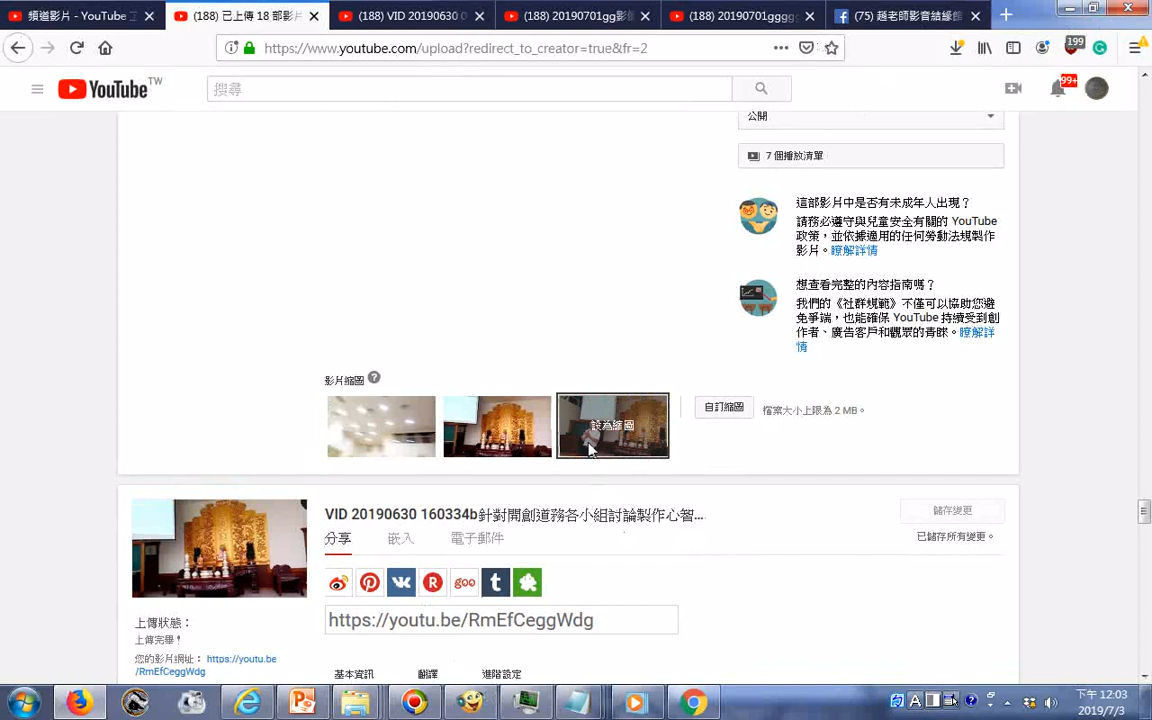 頻道影片 - YouTube 工
(188) 已上傳 18 部影片
(188) VID 20190630
(188) 20190701gg影
(188) 20190701gggg
(75) 趙老師影音結緣館
https://www.youtube.com/upload?redirect_to_creator=true&fr=2
199
YouTube TW
搜尋
99+
公開
7 個播放清單
這部影片中是否有未成年人出現？
請務必遵守與兒童安全有關的 YouTube
政策，並依據適用的任何勞動法規製作
影片。瞭解詳情
想查看完整的內容指南嗎？
我們的《社群規範》不僅可以協助您避
免爭端，也能確保 YouTube 持續受到創
作者、廣告客戶和觀眾的青睞。瞭解詳
情
影片縮圖 ?
設為縮圖
自訂縮圖
檔案大小上限為 2 MB。
VID 20190630 160334b針對開創道務各小組討論製作心智...
儲存變更
分享
嵌入
電子郵件
已儲存所有變更。
goo
https://youtu.be/RmEfCeggWdg
上傳狀態：
上傳完畢！
您的影片網址： https://youtu.be
/RmEfCeggWdg
基本資訊
翻譯
進階設定
下午 12:03
2019/7/3